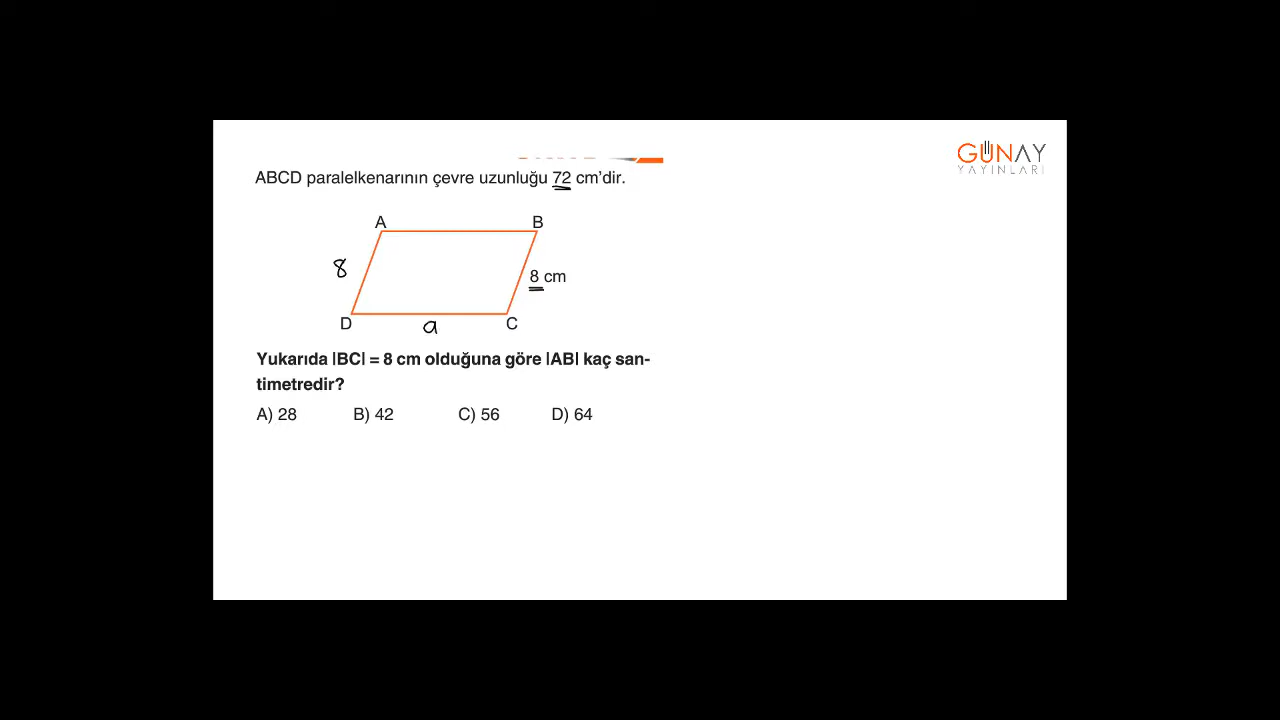 GÜNAY
YAYINLARI
ABCD paralelkenarının çevre uzunluğu 72 cm'dir.
A
B
8
8 cm
D
a
C
Yukarıda |BC| = 8 cm olduğuna göre |AB| kaç san-
timetredir?
A) 28 B) 42 C) 56 D) 64